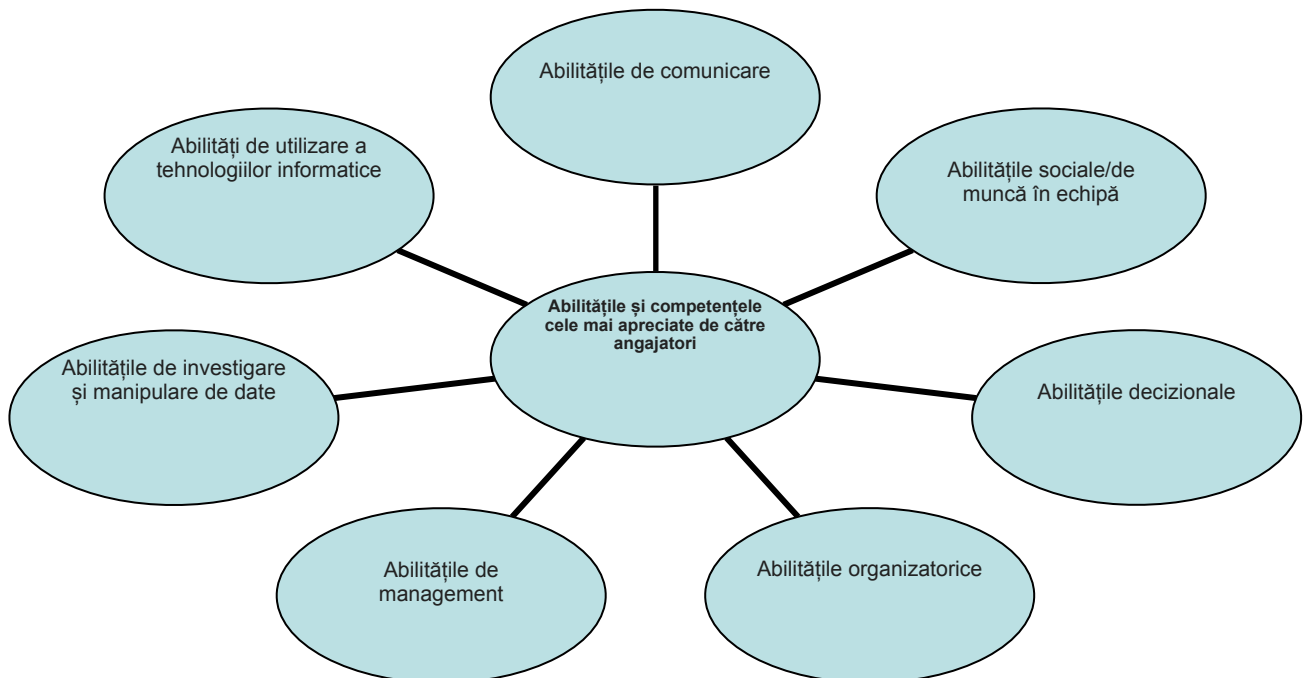 Abilitățile de comunicare
Abilități de utilizare a
tehnologiilor informatice
Abilitățile sociale/de
muncă în echipă
Abilitățile și competențele
cele mai apreciate de către
angajatori
Abilitățile de investigare
și manipulare de date
Abilitățile decizionale
Abilitățile de
management
Abilitățile organizatorice